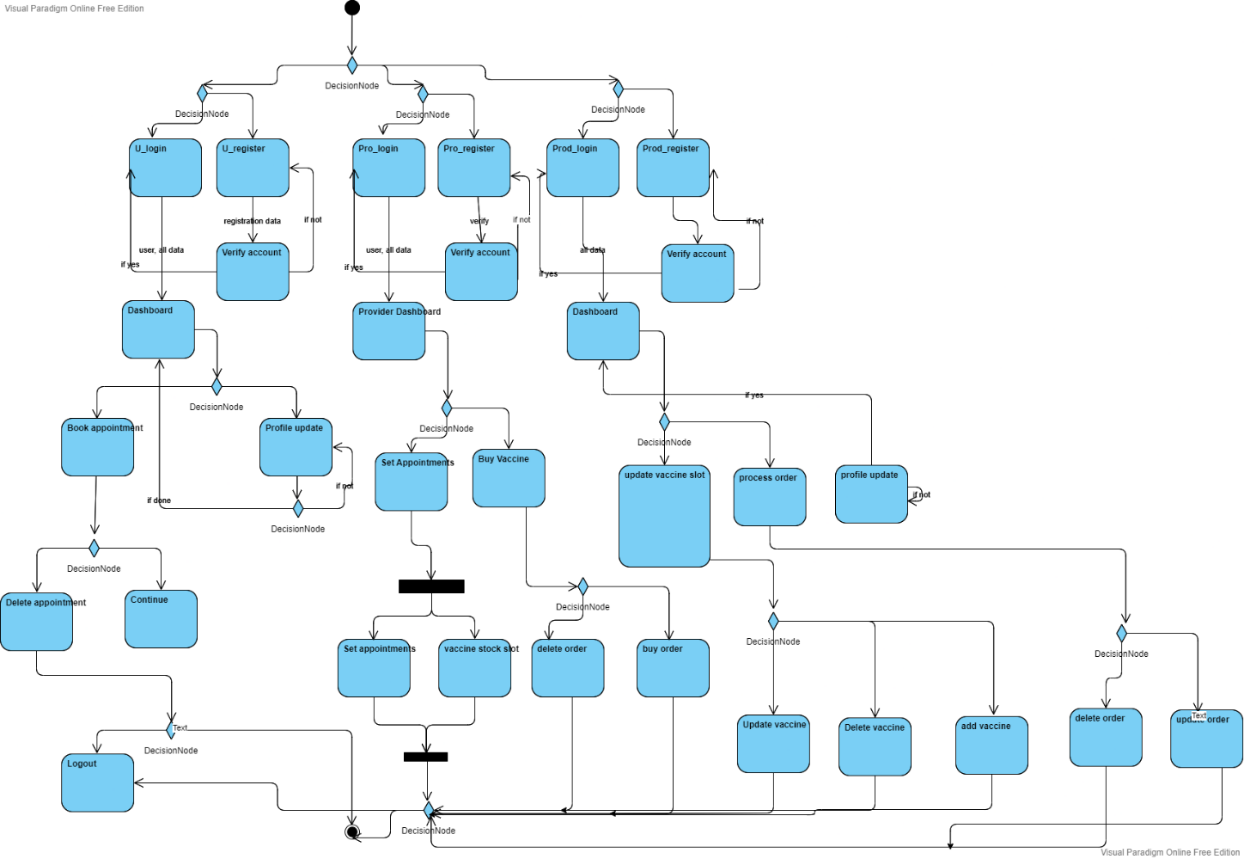 Visual Paradigm Online Free Edition
DecisionNode
DecisionNode
DecisionNode
DecisionNode
U_login
U_register
Pro_login
Pro_register
Prod_login
Prod_register
registration data
if not
verify
if not
if not
user, all data
user, all data
all data
if yes
Verify account
if yes
Verify account
if yes
Verify account
Dashboard
Provider Dashboard
Dashboard
if yes
DecisionNode
Book appointment
Profile update
DecisionNode
DecisionNode
Set Appointments
Buy Vaccine
update vaccine slot
process order
profile update
if not
if not
if done
DecisionNode
DecisionNode
Delete appointment
Continue
DecisionNode
DecisionNode
DecisionNode
Set appointments
vaccine stock slot
delete order
buy order
Update vaccine
Delete vaccine
add vaccine
delete order
update order
Text
Text
DecisionNode
Logout
DecisionNode
Visual Paradigm Online Free Edition